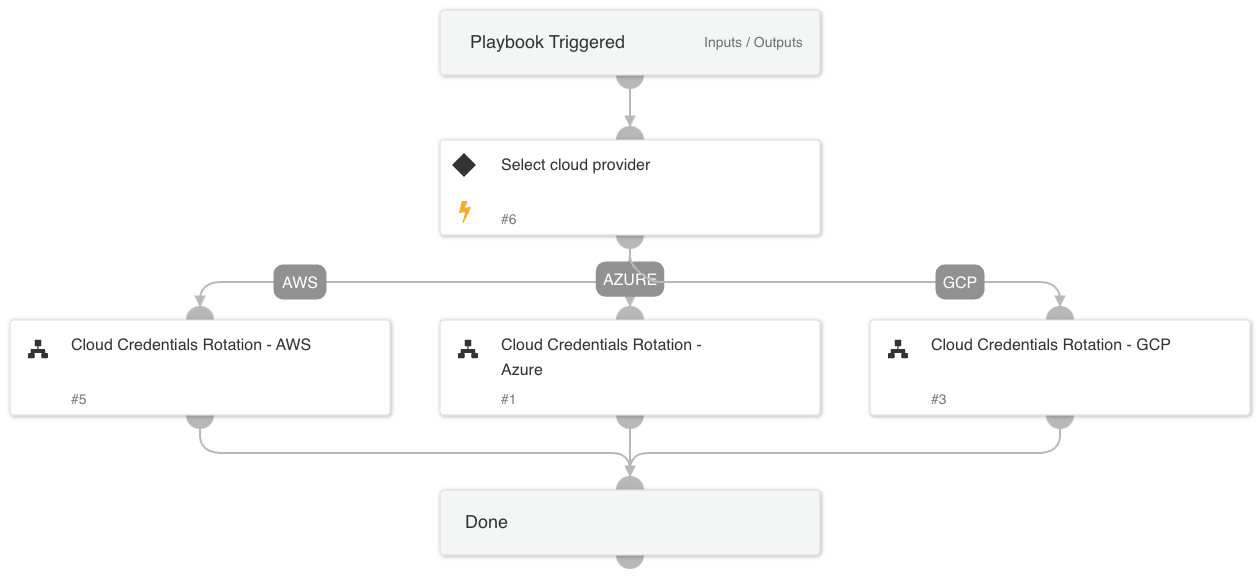 Playbook Triggered
Inputs / Outputs
Select cloud provider
#6
AWS
AZURE
GCP
Cloud Credentials Rotation - AWS
#5
Cloud Credentials Rotation -
Azure
#1
Cloud Credentials Rotation - GCP
#3
Done